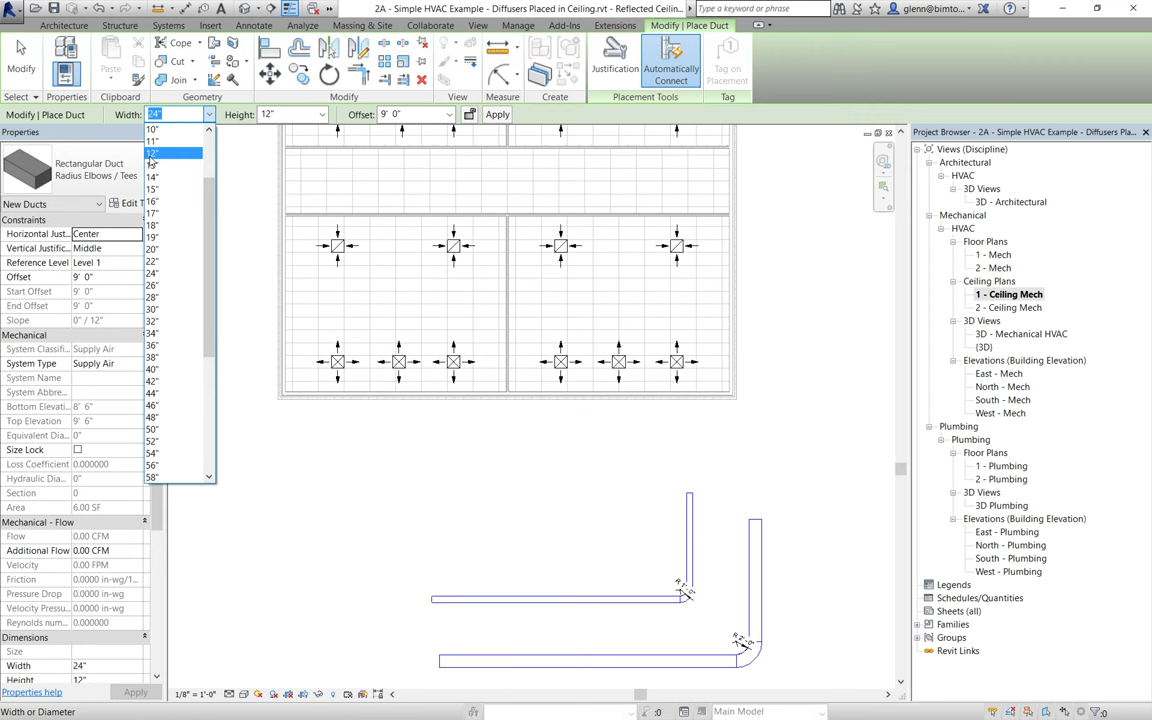 2A - Simple HVAC Example - Diffusers Placed in Ceiling.rvt - Reflected Ceilin...
Type a keyword or phrase
glenn@bimto...
Architecture Structure Systems Insert Annotate Analyze Massing & Site Collaborate View Manage Add-Ins Extensions Modify | Place Duct
Modify
Paste
Cope
Cut
Join
Justification
Automatically Connect
Tag on Placement
Select Properties Clipboard Geometry Modify View Measure Create Placement Tools Tag
Modify | Place Duct Width: 24" Height: 12" Offset: 9' 0" Apply
Properties
Rectangular Duct
Radius Elbows / Tees
New Ducts Edit T
Constraints
Horizontal Just... Center
Vertical Justific... Middle
Reference Level Level 1
Offset 9' 0"
Start Offset 9' 0"
End Offset 9' 0"
Slope 0" / 12"
Mechanical
System Classifi... Supply Air
System Type Supply Air
System Name
System Abbre...
Bottom Elevati... 8' 6"
Top Elevation 9' 6"
Equivalent Dia... 0"
Size Lock
Loss Coefficient 0.000000
Hydraulic Dia... 0"
Section 0
Area 6.00 SF
Mechanical - Flow
Flow 0.00 CFM
Additional Flow 0.00 CFM
Velocity 0.00 FPM
Friction 0.0000 in-wg/1...
Pressure Drop 0.0000 in-wg
Velocity Pressu... 0.0000 in-wg
Reynolds num... 0.000000
Dimensions
Size
Width 24"
Height 12"
Properties help Apply
Width or Diameter
10"
11"
12"
13"
14"
15"
16"
17"
18"
19"
20"
22"
24"
26"
28"
30"
32"
34"
36"
38"
40"
42"
44"
46"
48"
50"
52"
54"
56"
58"
R 1' - 0"
R 2' - 0"
1/8" = 1'-0"
:0
Main Model
:0
Project Browser - 2A - Simple HVAC Example - Diffusers Pla...
Views (Discipline)
Architectural
HVAC
3D Views
3D - Architectural
Mechanical
HVAC
Floor Plans
1 - Mech
2 - Mech
Ceiling Plans
1 - Ceiling Mech
2 - Ceiling Mech
3D Views
3D - Mechanical HVAC
{3D}
Elevations (Building Elevation)
East - Mech
North - Mech
South - Mech
West - Mech
Plumbing
Plumbing
Floor Plans
1 - Plumbing
2 - Plumbing
3D Views
3D Plumbing
Elevations (Building Elevation)
East - Plumbing
North - Plumbing
South - Plumbing
West - Plumbing
Legends
Schedules/Quantities
Sheets (all)
Families
Groups
Revit Links